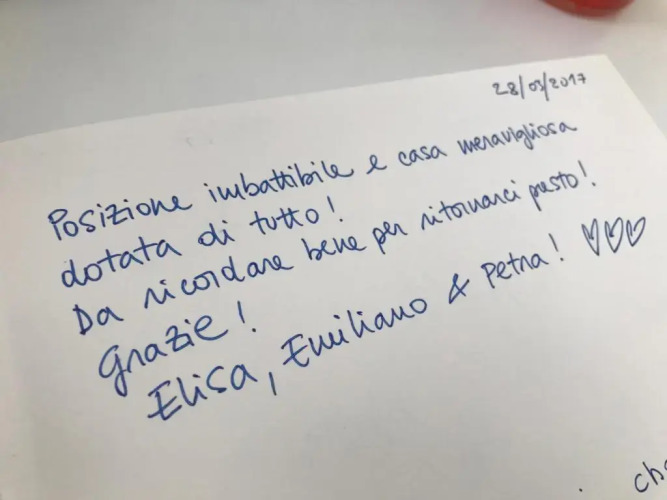 28/03/2017
Posizione imbattibile e casa meravigliosa
dotata di tutto!
Da ricordare bene per ritornarci presto!
Grazie!
Elisa, Emiliano & Petra! ♡♡♡